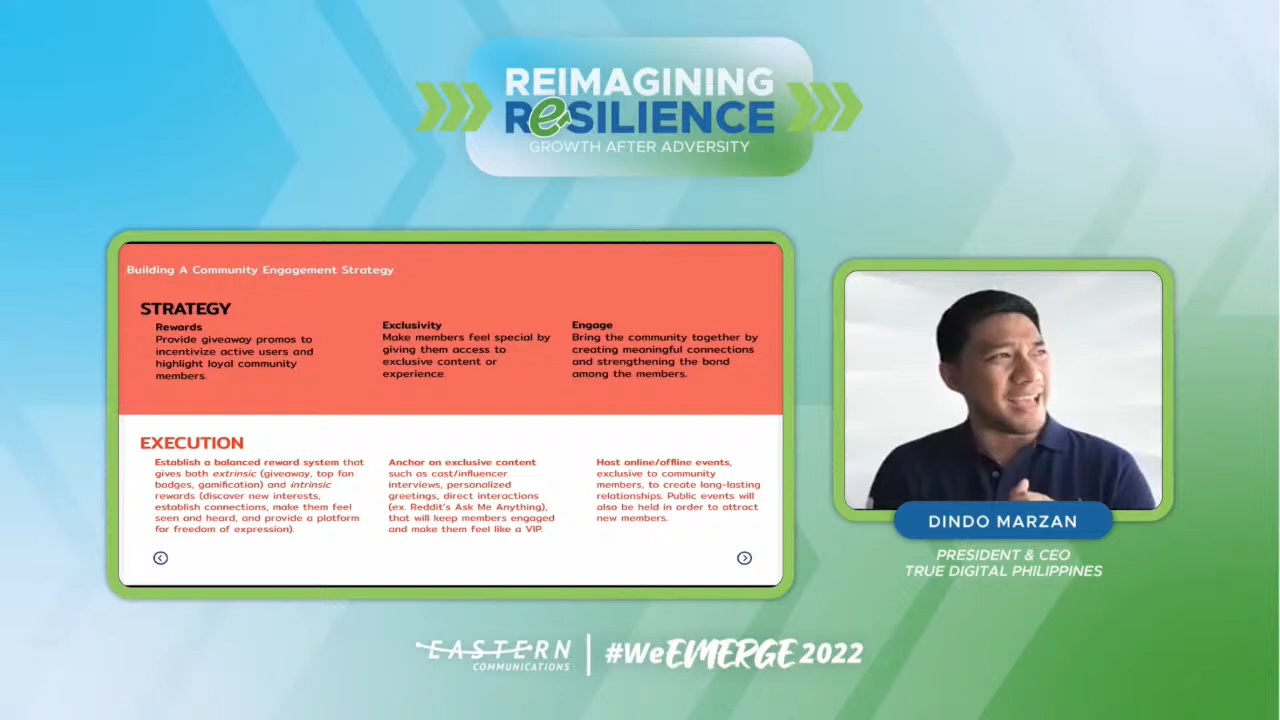 REIMAGINING
ReSILIENCE
GROWTH AFTER ADVERSITY
Building A Community Engagement Strategy
STRATEGY
Rewards
Provide giveaway promos to
incentivize active users and
highlight loyal community
members.
Exclusivity
Make members feel special by
giving them access to
exclusive content or
experience.
Engage
Bring the community together by
creating meaningful connections
and strengthening the bond
among the members.
EXECUTION
Establish a balanced reward system that
gives both extrinsic (giveaway, top fan
badges, gamification) and intrinsic
rewards (discover new interests,
establish connections, make them feel
seen and heard, and provide a platform
for freedom of expression).
Anchor on exclusive content
such as cast/influencer
interviews, personalized
greetings, direct interactions
(ex. Reddit's Ask Me Anything),
that will keep members engaged
and make them feel like a VIP.
Host online/offline events,
exclusive to community
members, to create long-lasting
relationships. Public events will
also be held in order to attract
new members.
DINDO MARZAN
PRESIDENT & CEO
TRUE DIGITAL PHILIPPINES
EASTERN
COMMUNICATIONS
#WeEMERGE2022